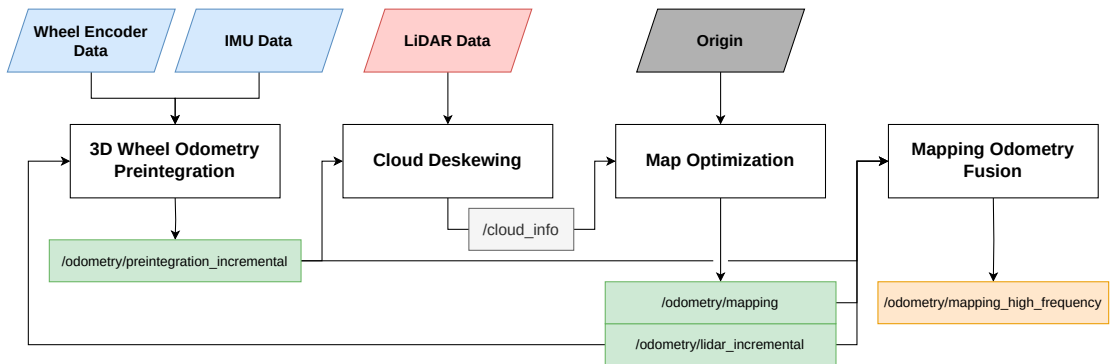 Wheel Encoder
Data
IMU Data
LiDAR Data
Origin
3D Wheel Odometry
Preintegration
Cloud Deskewing
Map Optimization
Mapping Odometry
Fusion
/cloud_info
/odometry/preintegration_incremental
/odometry/mapping
/odometry/mapping_high_frequency
/odometry/lidar_incremental